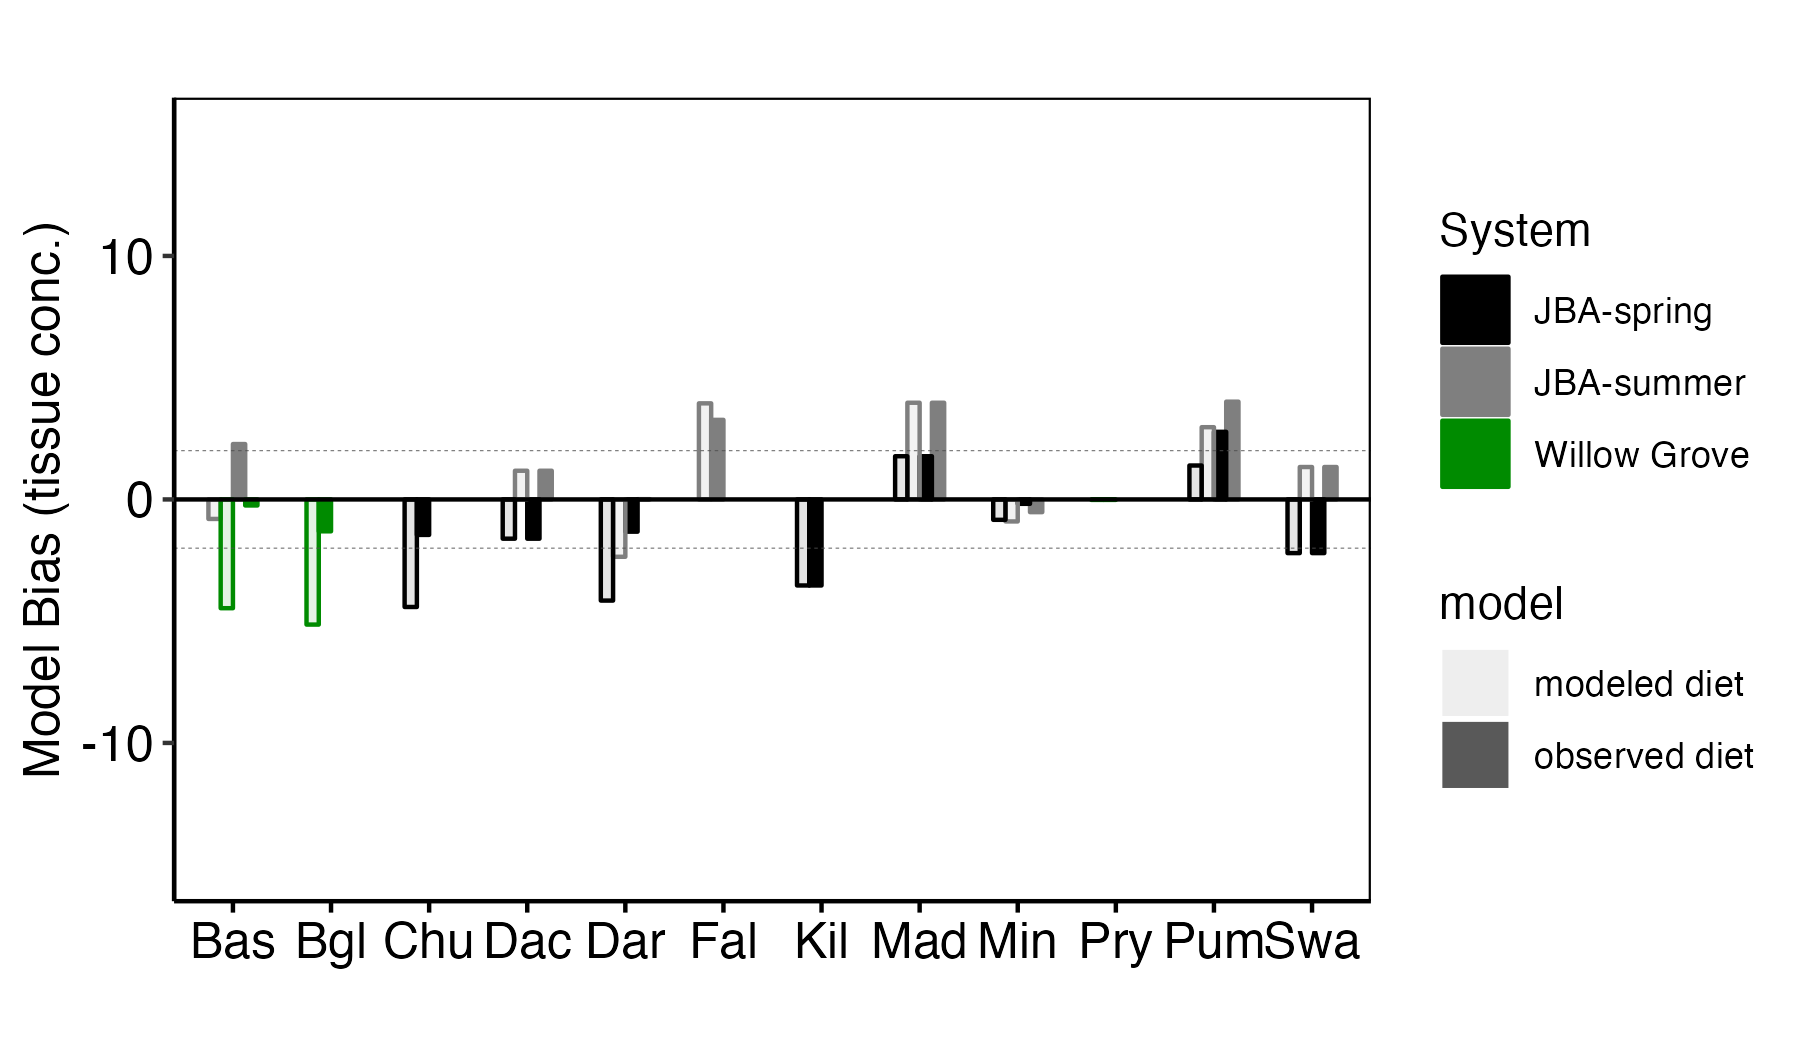 Model Bias (tissue conc.)
10
0
-10
Bas Bgl Chu Dac Dar Fal Kil Mad Min Pry Pum Swa
System
JBA-spring
JBA-summer
Willow Grove
model
modeled diet
observed diet